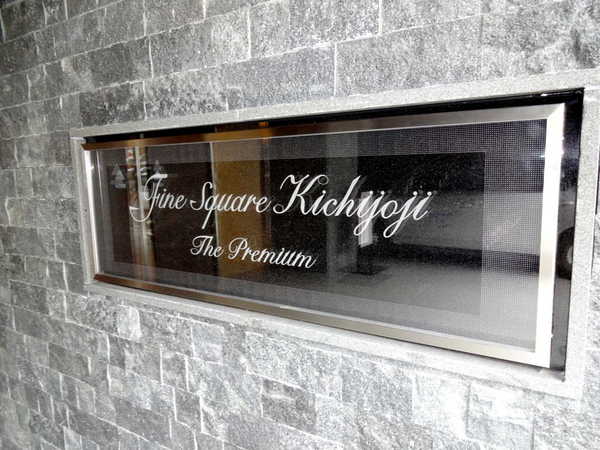 Fine Square Kichijoji
The Premium